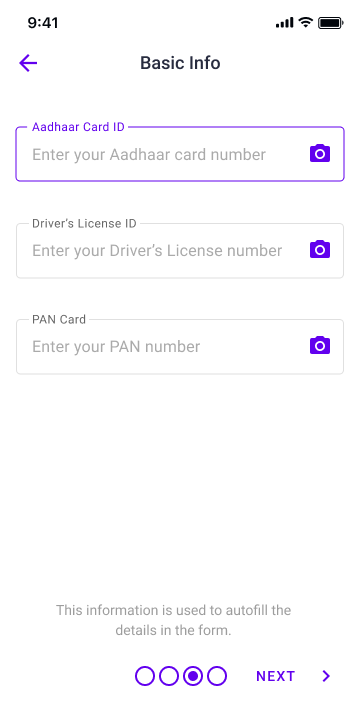 9:41
Basic Info
Aadhaar Card ID
Enter your Aadhaar card number
Driver’s License ID
Enter your Driver’s License number
PAN Card
Enter your PAN number
This information is used to autofill the
details in the form.
NEXT